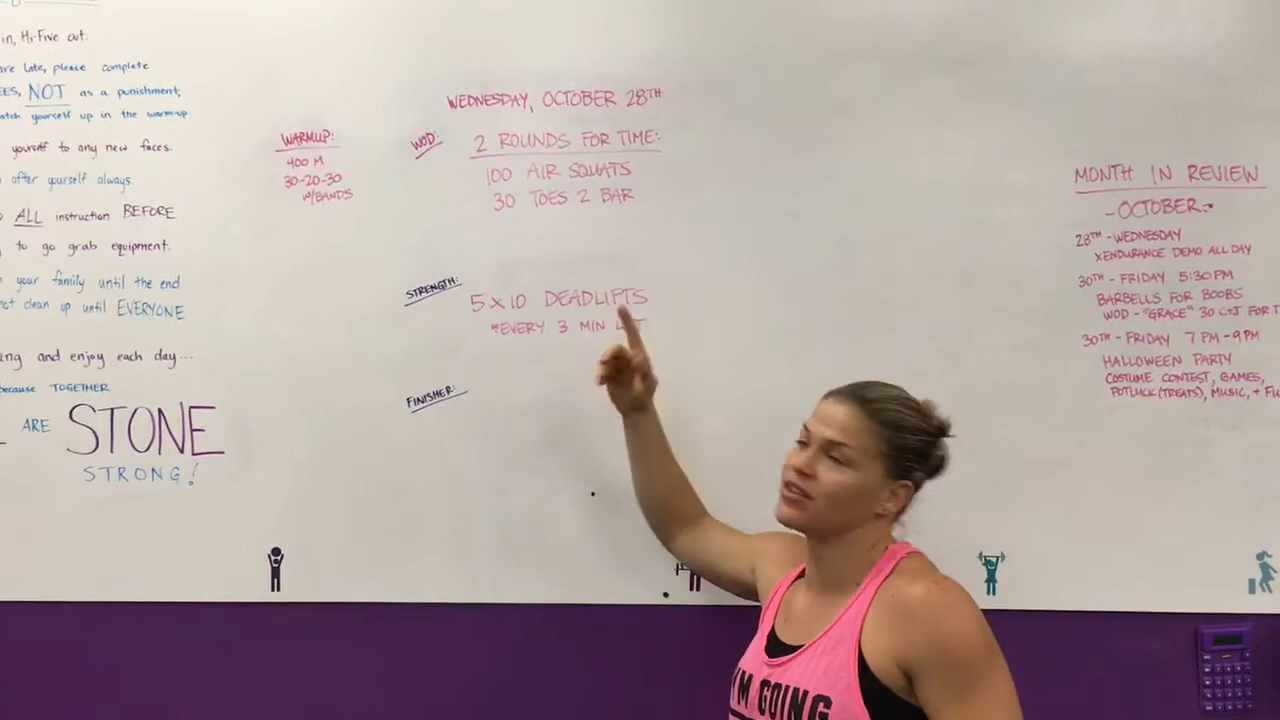 in, Hi-Five out.
are late, please complete
EES, NOT as a punishment,
atch yourself up in the warm-up
yourself to any new faces.
after yourself always.
ALL instruction BEFORE
to go grab equipment.
your family until the end
not clean up until EVERYONE
ing and enjoy each day...
because TOGETHER
ARE STONE
STRONG!
WARMUP:
400 M
30-20-30
W/BANDS
WEDNESDAY, OCTOBER 28TH
WOD: 2 ROUNDS FOR TIME:
100 AIR SQUATS
30 TOES 2 BAR
STRENGTH:
5 x 10 DEADLIFTS
*EVERY 3 MIN
FINISHER:
MONTH IN REVIEW
- OCTOBER -
28TH - WEDNESDAY
XENDURANCE DEMO ALL DAY
30TH - FRIDAY 5:30 PM
BARBELLS FOR BOOBS
WOD - "GRACE" 30 C+J FOR T
30TH - FRIDAY 7 PM - 9 PM
HALLOWEEN PARTY
COSTUME CONTEST, GAMES,
POTLUCK (TREATS), MUSIC, + FU
I'M GOING